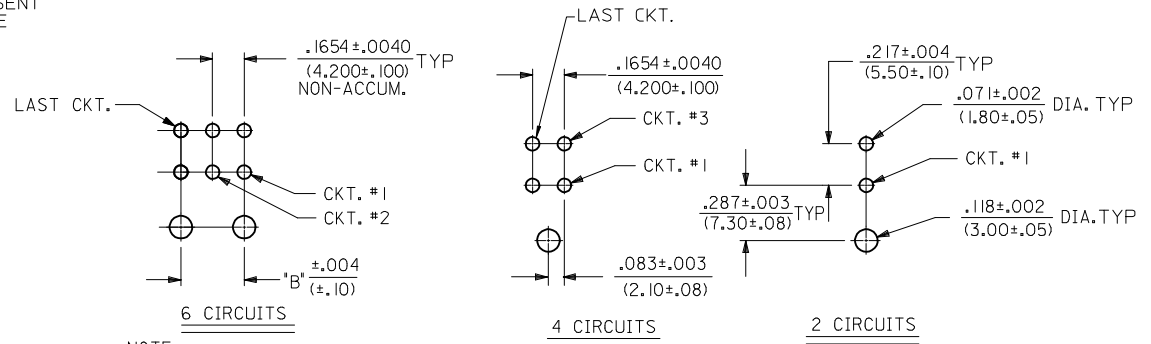 SENT
E
.1654±.0040
(4.200±.100)
TYP
NON-ACCUM.
LAST CKT.
CKT. #1
CKT. #2
"B" ±.004
(±.10)
6 CIRCUITS
NOTE
LAST CKT.
.1654±.0040
(4.200±.100)
CKT. #3
CKT. #1
.083±.003
(2.10±.08)
4 CIRCUITS
.217±.004
(5.50±.10)
TYP
.071±.002
(1.80±.05)
DIA. TYP
CKT. #1
.287±.003
(7.30±.08)
TYP
.118±.002
(3.00±.05)
DIA.TYP
2 CIRCUITS